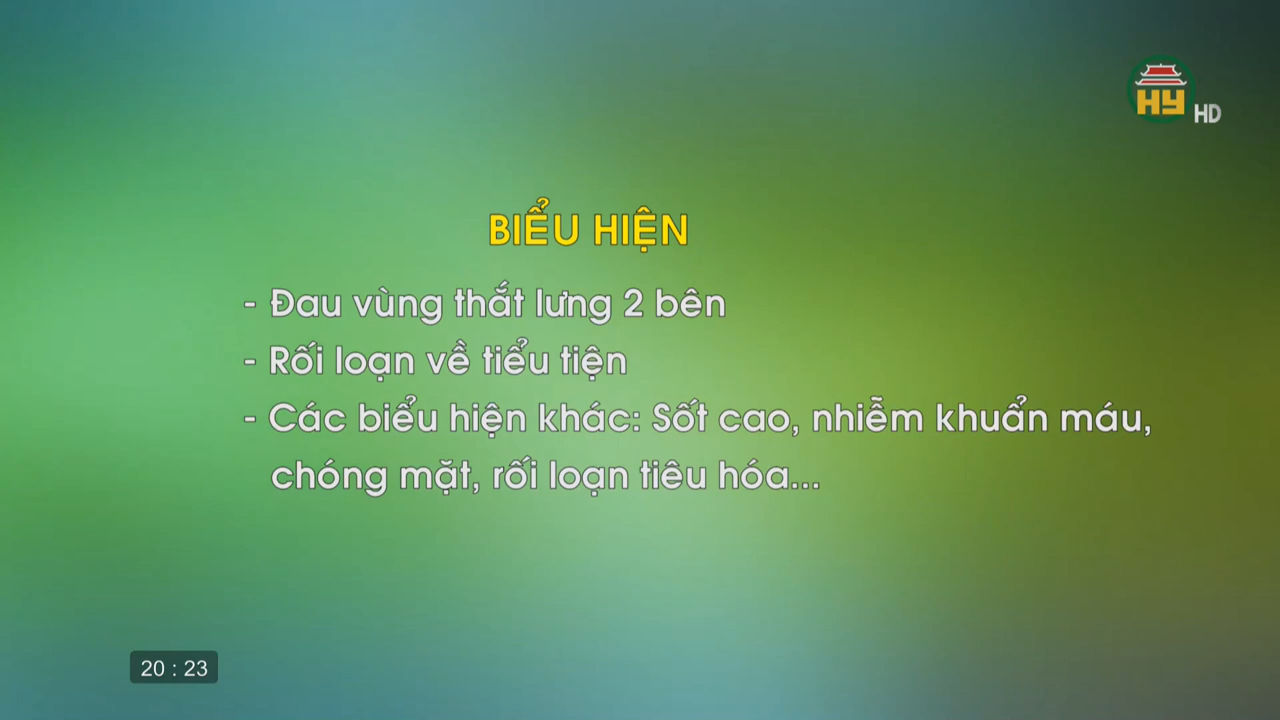 HY HD
BIỂU HIỆN
- Đau vùng thắt lưng 2 bên
- Rối loạn về tiểu tiện
- Các biểu hiện khác: Sốt cao, nhiễm khuẩn máu,
chóng mặt, rối loạn tiêu hóa...
20 : 23